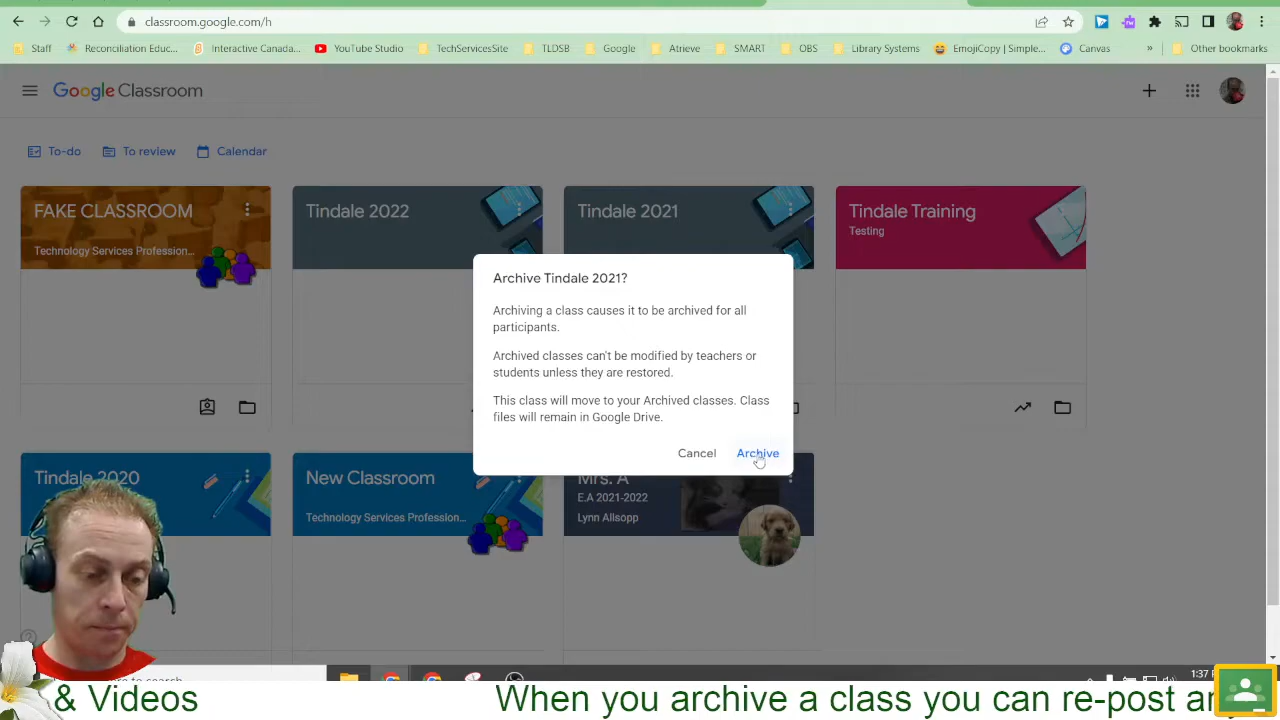 classroom.google.com/h
Staff
Reconciliation Educ...
Interactive Canada...
YouTube Studio
TechServicesSite
TLDSB
Google
Atrieve
SMART
OBS
Library Systems
EmojiCopy | Simple...
Canvas
»
Other bookmarks
Google Classroom
To-do
To review
Calendar
FAKE CLASSROOM
Technology Services Profession...
Tindale 2022
Tindale 2021
Tindale Training
Testing
Archive Tindale 2021?
Archiving a class causes it to be archived for all
participants.
Archived classes can't be modified by teachers or
students unless they are restored.
This class will move to your Archived classes. Class
files will remain in Google Drive.
Cancel
Archive
Tindale 2020
New Classroom
Technology Services Profession...
Mrs. A
E.A 2021-2022
Lynn Allsopp
to search
1:37
& Videos
When you archive a class you can re-post